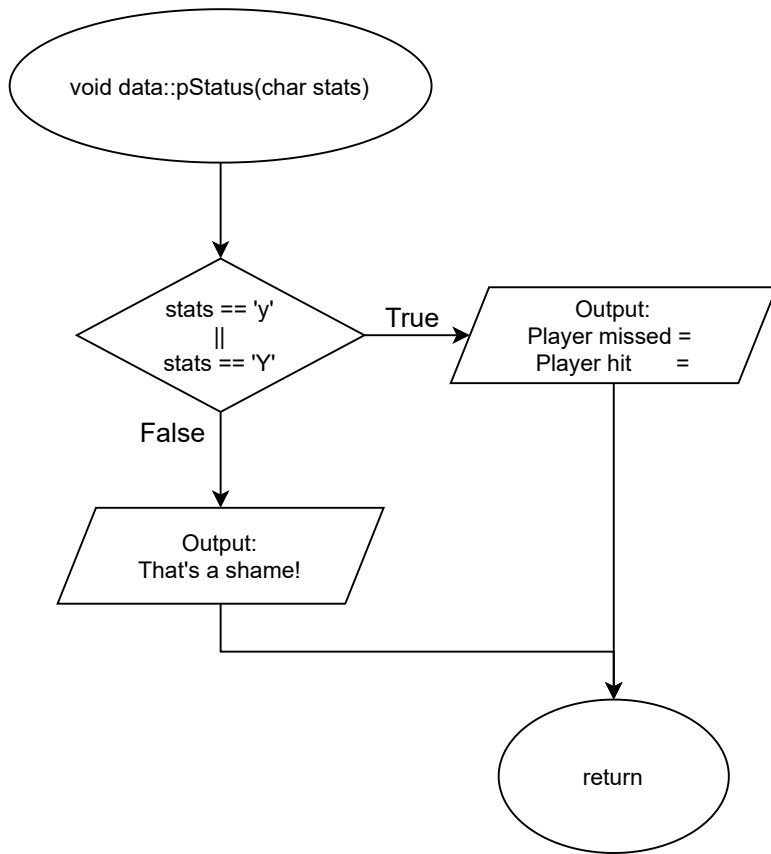 void data::pStatus(char stats)
stats == 'y'
||
stats == 'Y'
True
Output:
Player missed =
Player hit        =
False
Output:
That's a shame!
return